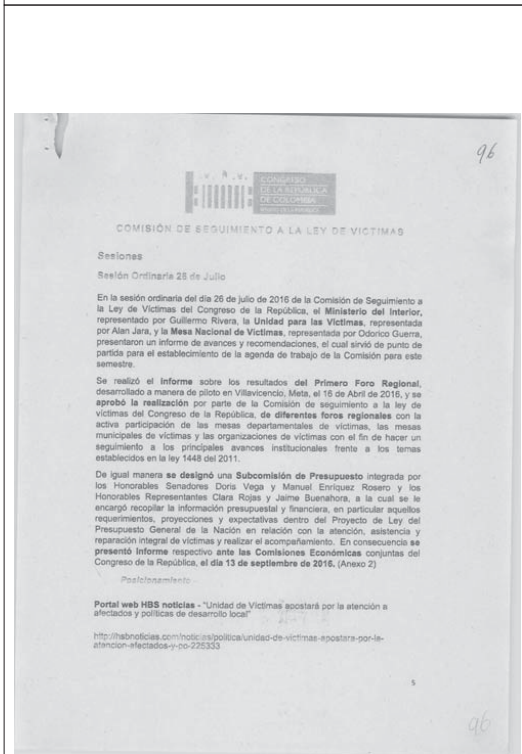 96
CONGRESO
DE LA REPÚBLICA
DE COLOMBIA
COMISIÓN DE SEGUIMIENTO A LA LEY DE VICTIMAS
Sesiones
Sesión Ordinaria 26 de Julio
En la sesión ordinaria del día 26 de julio de 2016 de la Comisión de Seguimiento a
la Ley de Víctimas del Congreso de la República, el Ministerio del Interior,
representado por Guillermo Rivera, la Unidad para las Víctimas, representada
por Alan Jara, y la Mesa Nacional de Víctimas, representada por Odorico Guerra,
presentaron un informe de avances y recomendaciones, el cual sirvió de punto de
partida para el establecimiento de la agenda de trabajo de la Comisión para este
semestre.
Se realizó el informe sobre los resultados del Primero Foro Regional,
desarrollado a manera de piloto en Villavicencio, Meta, el 16 de Abril de 2016, y se
aprobó la realización por parte de la Comisión de seguimiento a la ley de
víctimas del Congreso de la República, de diferentes foros regionales con la
activa participación de las mesas departamentales de víctimas, las mesas
municipales de víctimas y las organizaciones de víctimas con el fin de hacer un
seguimiento a los principales avances institucionales frente a los temas
establecidos en la ley 1448 del 2011.
De igual manera se designó una Subcomisión de Presupuesto integrada por
los Honorables Senadores Doris Vega y Manuel Enriquez Rosero y los
Honorables Representantes Clara Rojas y Jaime Buenahora, a la cual se le
encargó recopilar la información presupuestal y financiera, en particular aquellos
requerimientos, proyecciones y expectativas dentro del Proyecto de Ley del
Presupuesto General de la Nación en relación con la atención, asistencia y
reparación integral de víctimas y realizar el acompañamiento. En consecuencia se
presentó informe respectivo ante las Comisiones Económicas conjuntas del
Congreso de la República, el día 13 de septiembre de 2016. (Anexo 2)
Posicionamiento
Portal web HBS noticias - "Unidad de Víctimas apostará por la atención a
afectados y políticas de desarrollo local"
http://hsbnoticias.com/noticias/politica/unidad-de-victimas-apostara-por-la-
atencion-afectados-y-po-225333
5
96